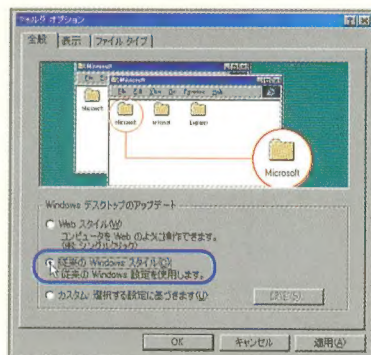 フォルダ オプション
全般 表示 ファイル タイプ
Microsoft
Microsoft
Microsoft
Explorer
Microsoft
Windows デスクトップのアップデート
Web スタイル(W)
コンピュータを Web のように操作できます。
(例: シングルクリック)
従来の Windows スタイル(C)
従来の Windows 設定を使用します。
カスタム: 選択する設定に基づきます(U)
設定(S)...
OK キャンセル 適用(A)